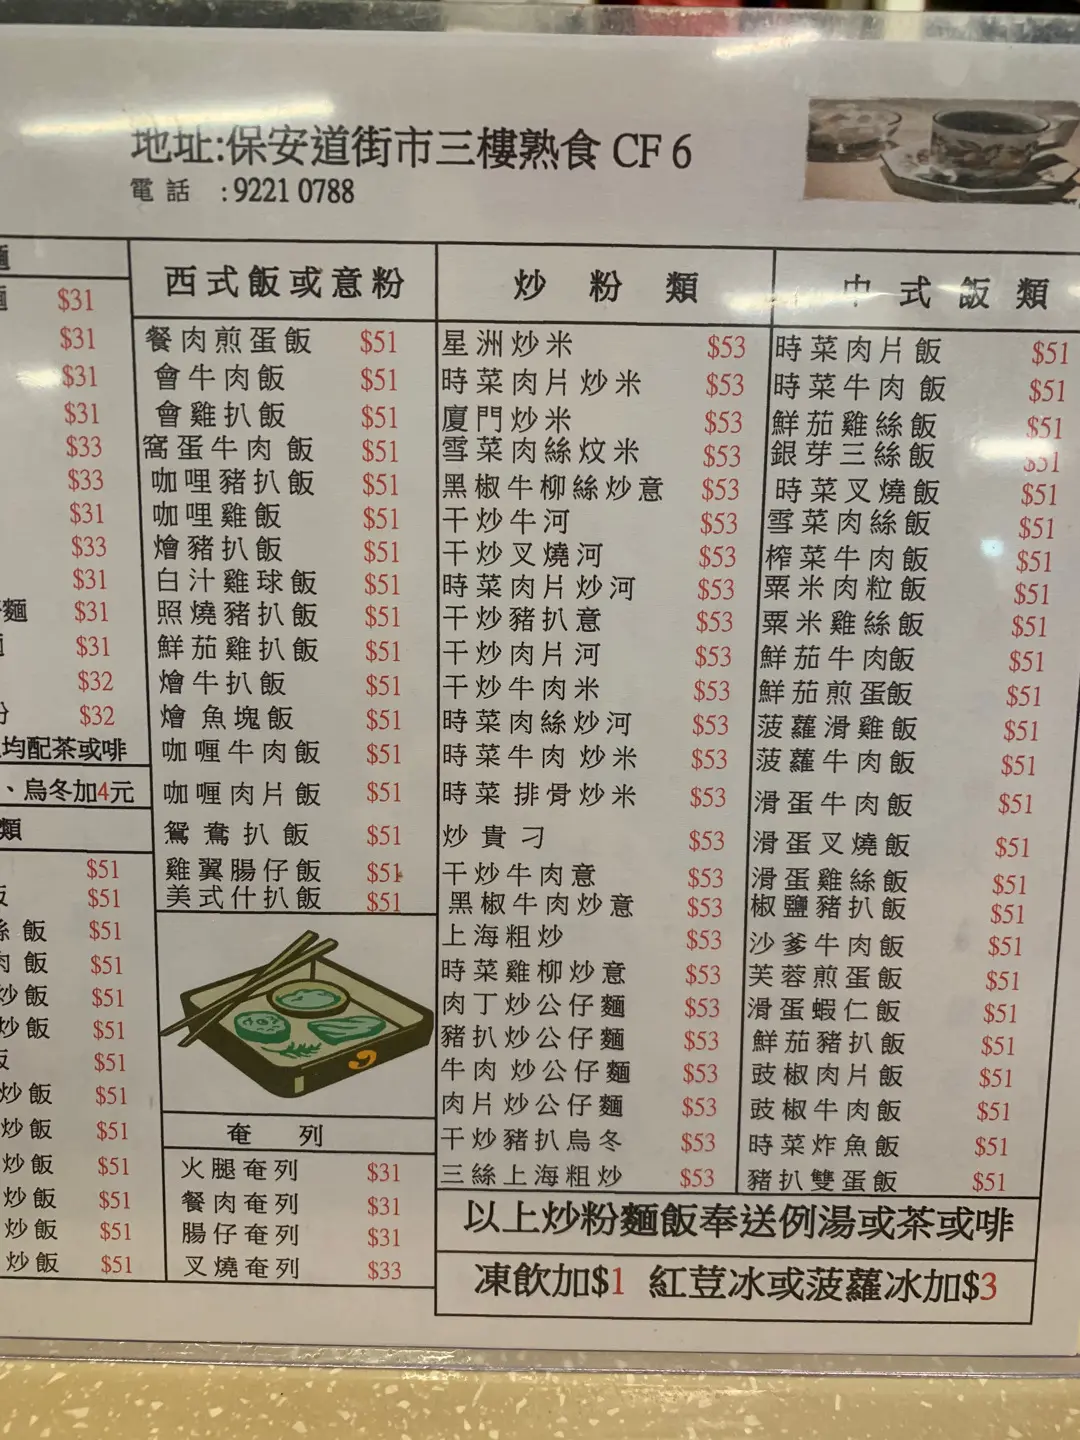 地址:保安道街市三樓熟食 CF 6
電話 : 9221 0788
麵
麵 $31
$31
$31
$31
$33
$33
$31
$33
$31
麵 $31
$31
$32
粉 $32
均配茶或啡
、烏冬加4元
類
$51
飯 $51
絲飯 $51
肉飯 $51
炒飯 $51
炒飯 $51
飯 $51
炒飯 $51
炒飯 $51
炒飯 $51
炒飯 $51
炒飯 $51
炒飯 $51
西式飯或意粉
餐肉煎蛋飯 $51
會牛肉飯 $51
會雞扒飯 $51
窩蛋牛肉飯 $51
咖哩豬扒飯 $51
咖哩雞飯 $51
燴豬扒飯 $51
白汁雞球飯 $51
照燒豬扒飯 $51
鮮茄雞扒飯 $51
燴牛扒飯 $51
燴魚塊飯 $51
咖喱牛肉飯 $51
咖喱肉片飯 $51
鴛鴦扒飯 $51
雞翼腸仔飯 $51
美式什扒飯 $51
奄列
火腿奄列 $31
餐肉奄列 $31
腸仔奄列 $31
叉燒奄列 $33
炒粉類
星洲炒米 $53
時菜肉片炒米 $53
廈門炒米 $53
雪菜肉絲炆米 $53
黑椒牛柳絲炒意 $53
干炒牛河 $53
干炒叉燒河 $53
時菜肉片炒河 $53
干炒豬扒意 $53
干炒肉片河 $53
干炒牛肉米 $53
時菜肉絲炒河 $53
時菜牛肉炒米 $53
時菜排骨炒米 $53
炒貴刁 $53
干炒牛肉意 $53
黑椒牛肉炒意 $53
上海粗炒 $53
時菜雞柳炒意 $53
肉丁炒公仔麵 $53
豬扒炒公仔麵 $53
牛肉炒公仔麵 $53
肉片炒公仔麵 $53
干炒豬扒烏冬 $53
三絲上海粗炒 $53
中式飯類
時菜肉片飯 $51
時菜牛肉飯 $51
鮮茄雞絲飯 $51
銀芽三絲飯 $51
時菜叉燒飯 $51
雪菜肉絲飯 $51
榨菜牛肉飯 $51
粟米肉粒飯 $51
粟米雞絲飯 $51
鮮茄牛肉飯 $51
鮮茄煎蛋飯 $51
菠蘿滑雞飯 $51
菠蘿牛肉飯 $51
滑蛋牛肉飯 $51
滑蛋叉燒飯 $51
滑蛋雞絲飯 $51
椒鹽豬扒飯 $51
沙爹牛肉飯 $51
芙蓉煎蛋飯 $51
滑蛋蝦仁飯 $51
鮮茄豬扒飯 $51
豉椒肉片飯 $51
豉椒牛肉飯 $51
時菜炸魚飯 $51
豬扒雙蛋飯 $51
以上炒粉麵飯奉送例湯或茶或啡
凍飲加$1 紅荳冰或菠蘿冰加$3